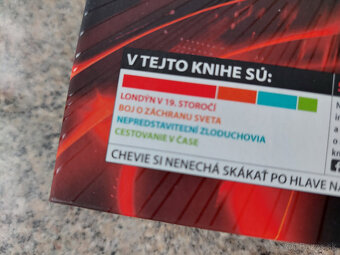 V TEJTO KNIHE SÚ:
LONDÝN V 19. STOROČÍ
BOJ O ZÁCHRANU SVETA
NEPREDSTAVITEĽNÍ ZLODUCHOVIA
CESTOVANIE V ČASE
CHEVIE SI NENECHÁ SKÁKAŤ PO HLAVE